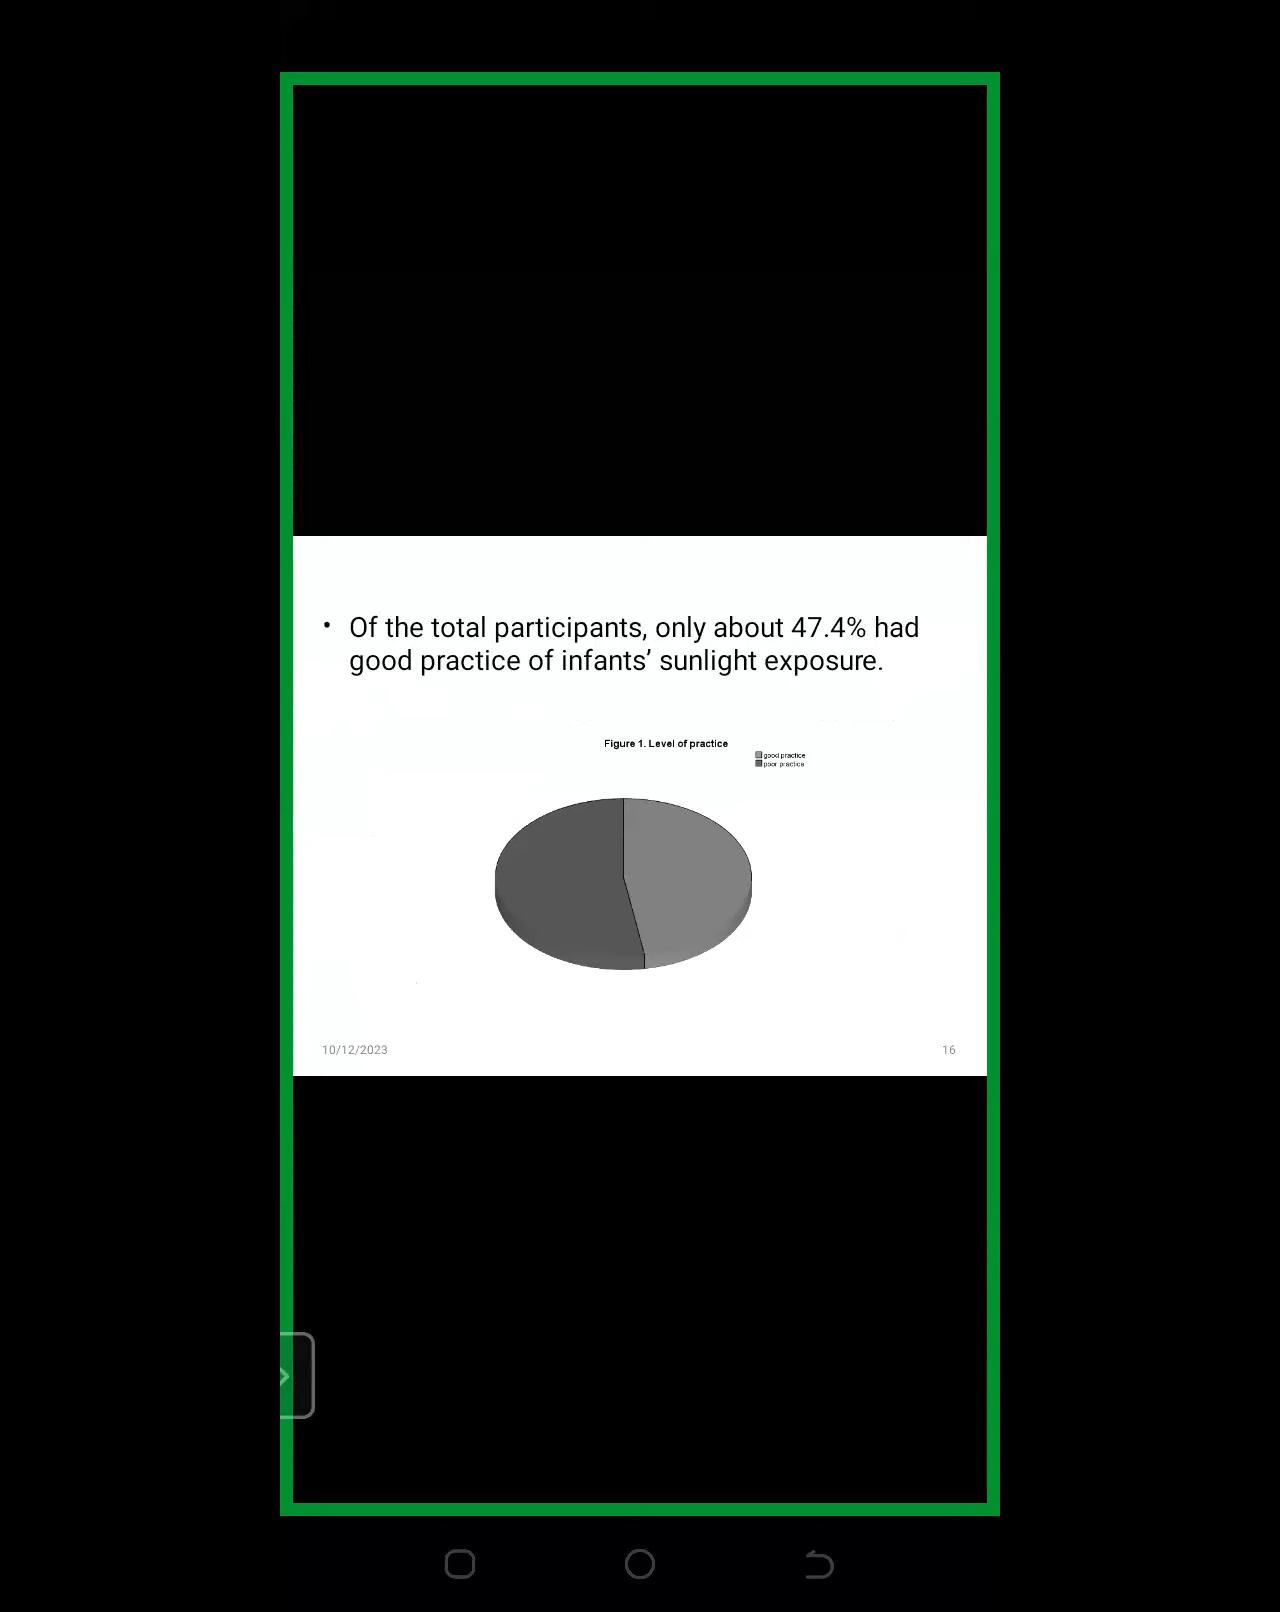 • Of the total participants, only about 47.4% had
good practice of infants’ sunlight exposure.
Figure 1. Level of practice
good practice
poor practice
10/12/2023
16